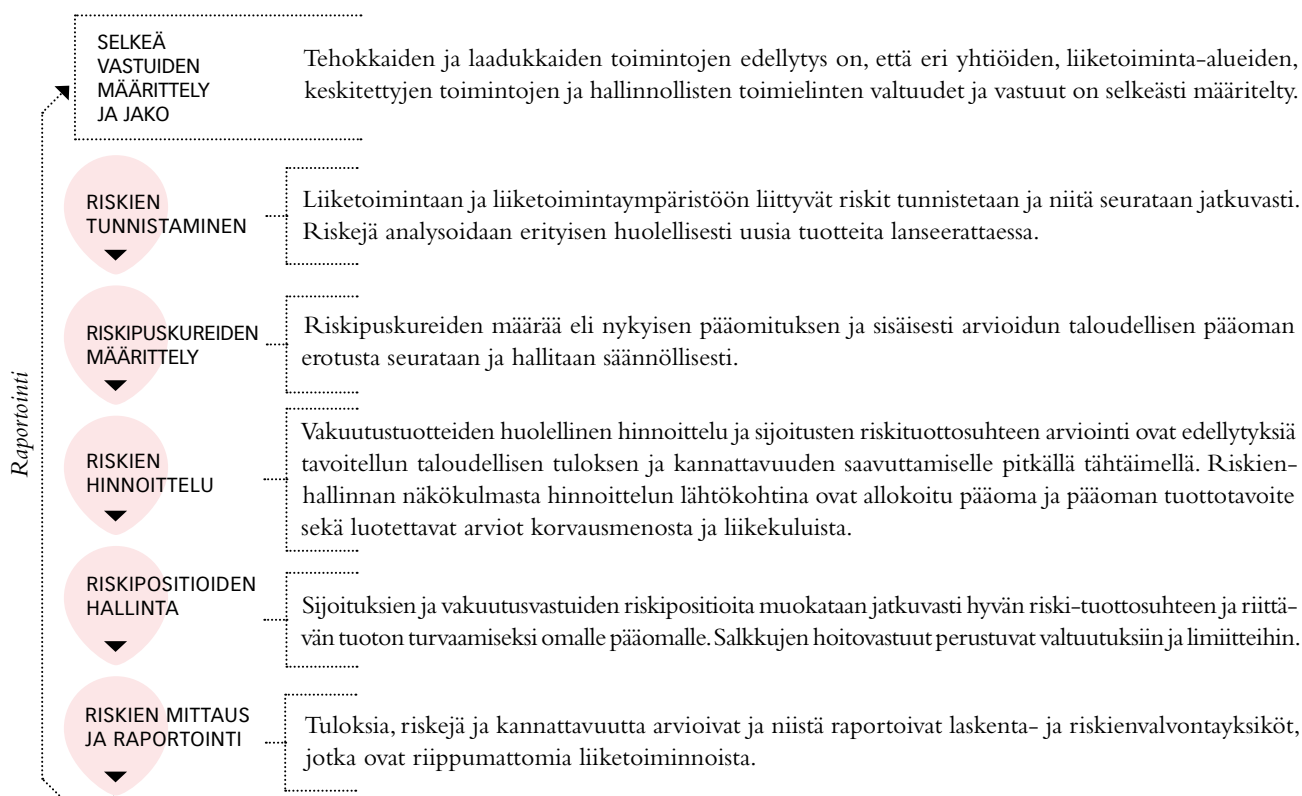 SELKEÄ
VASTUIDEN
MÄÄRITTELY
JA JAKO
Tehokkaiden ja laadukkaiden toimintojen edellytys on, että eri yhtiöiden, liiketoiminta-alueiden,
keskitettyjen toimintojen ja hallinnollisten toimielinten valtuudet ja vastuut on selkeästi määritelty.
RISKIEN
TUNNISTAMINEN
Liiketoimintaan ja liiketoimintaympäristöön liittyvät riskit tunnistetaan ja niitä seurataan jatkuvasti.
Riskejä analysoidaan erityisen huolellisesti uusia tuotteita lanseerattaessa.
RISKIPUSKUREIDEN
MÄÄRITTELY
Riskipuskureiden määrää eli nykyisen pääomituksen ja sisäisesti arvioidun taloudellisen pääoman
erotusta seurataan ja hallitaan säännöllisesti.
RISKIEN
HINNOITTELU
Vakuutustuotteiden huolellinen hinnoittelu ja sijoitusten riskituottosuhteen arviointi ovat edellytyksiä
tavoitellun taloudellisen tuloksen ja kannattavuuden saavuttamiselle pitkällä tähtäimellä. Riskien-
hallinnan näkökulmasta hinnoittelun lähtökohtina ovat allokoitu pääoma ja pääoman tuottotavoite
sekä luotettavat arviot korvausmenosta ja liikekuluista.
RISKIPOSITIOIDEN
HALLINTA
Sijoituksien ja vakuutusvastuiden riskipositioita muokataan jatkuvasti hyvän riski-tuottosuhteen ja riittä-
vän tuoton turvaamiseksi omalle pääomalle. Salkkujen hoitovastuut perustuvat valtuutuksiin ja limiitteihin.
RISKIEN MITTAUS
JA RAPORTOINTI
Tuloksia, riskejä ja kannattavuutta arvioivat ja niistä raportoivat laskenta- ja riskienvalvontayksiköt,
jotka ovat riippumattomia liiketoiminnoista.
Raportointi